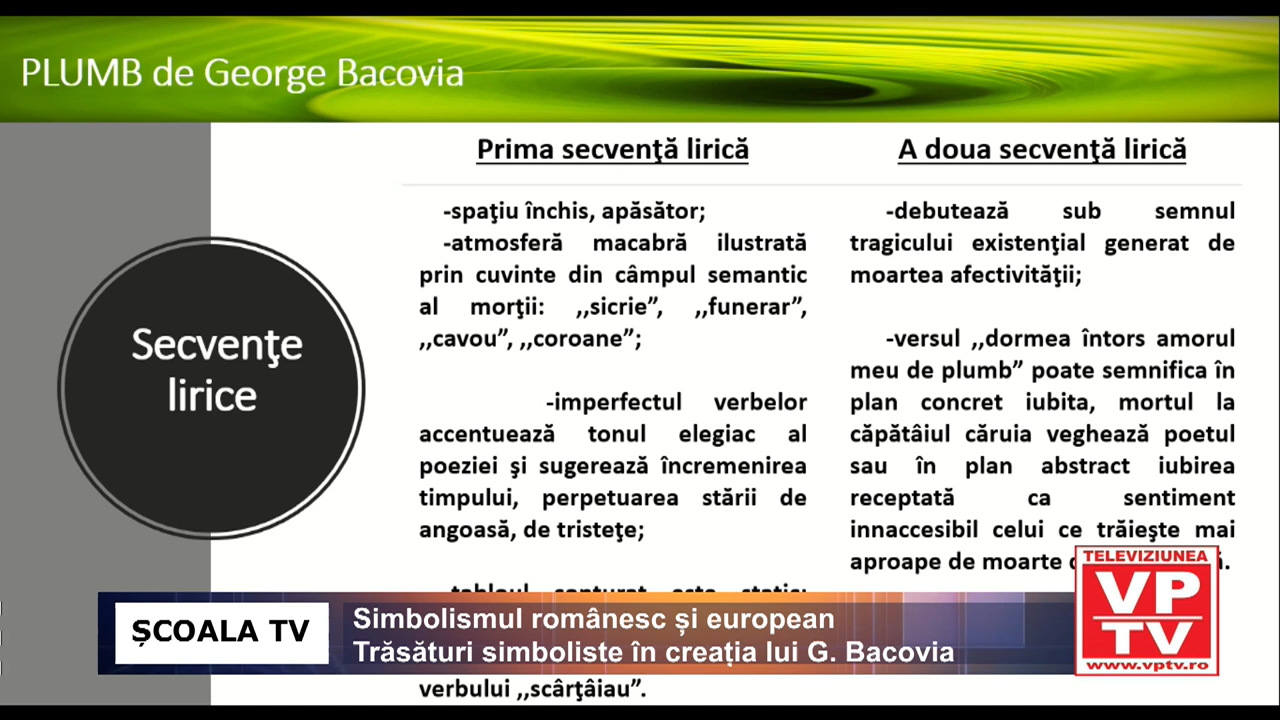 PLUMB de George Bacovia
Secvenţe
lirice
Prima secvenţă lirică
-spaţiu închis, apăsător;
-atmosferă macabră ilustrată
prin cuvinte din câmpul semantic
al morţii: ,,sicrie”, ,,funerar”,
,,cavou”, ,,coroane”;
-imperfectul verbelor
accentuează tonul elegiac al
poeziei şi sugerează încremenirea
timpului, perpetuarea stării de
angoasă, de tristeţe;
verbului ,,scârţâiau”.
A doua secvenţă lirică
-debutează sub semnul
tragicului existenţial generat de
moartea afectivităţii;
-versul ,,dormea întors amorul
meu de plumb” poate semnifica în
plan concret iubita, mortul la
căpătâiul căruia veghează poetul
sau în plan abstract iubirea
receptată ca sentiment
innaccesibil celui ce trăieşte mai
aproape de moarte
ȘCOALA TV
Simbolismul românesc și european
Trăsături simboliste în creația lui G. Bacovia
TELEVIZIUNEA
VP
TV
www.vptv.ro